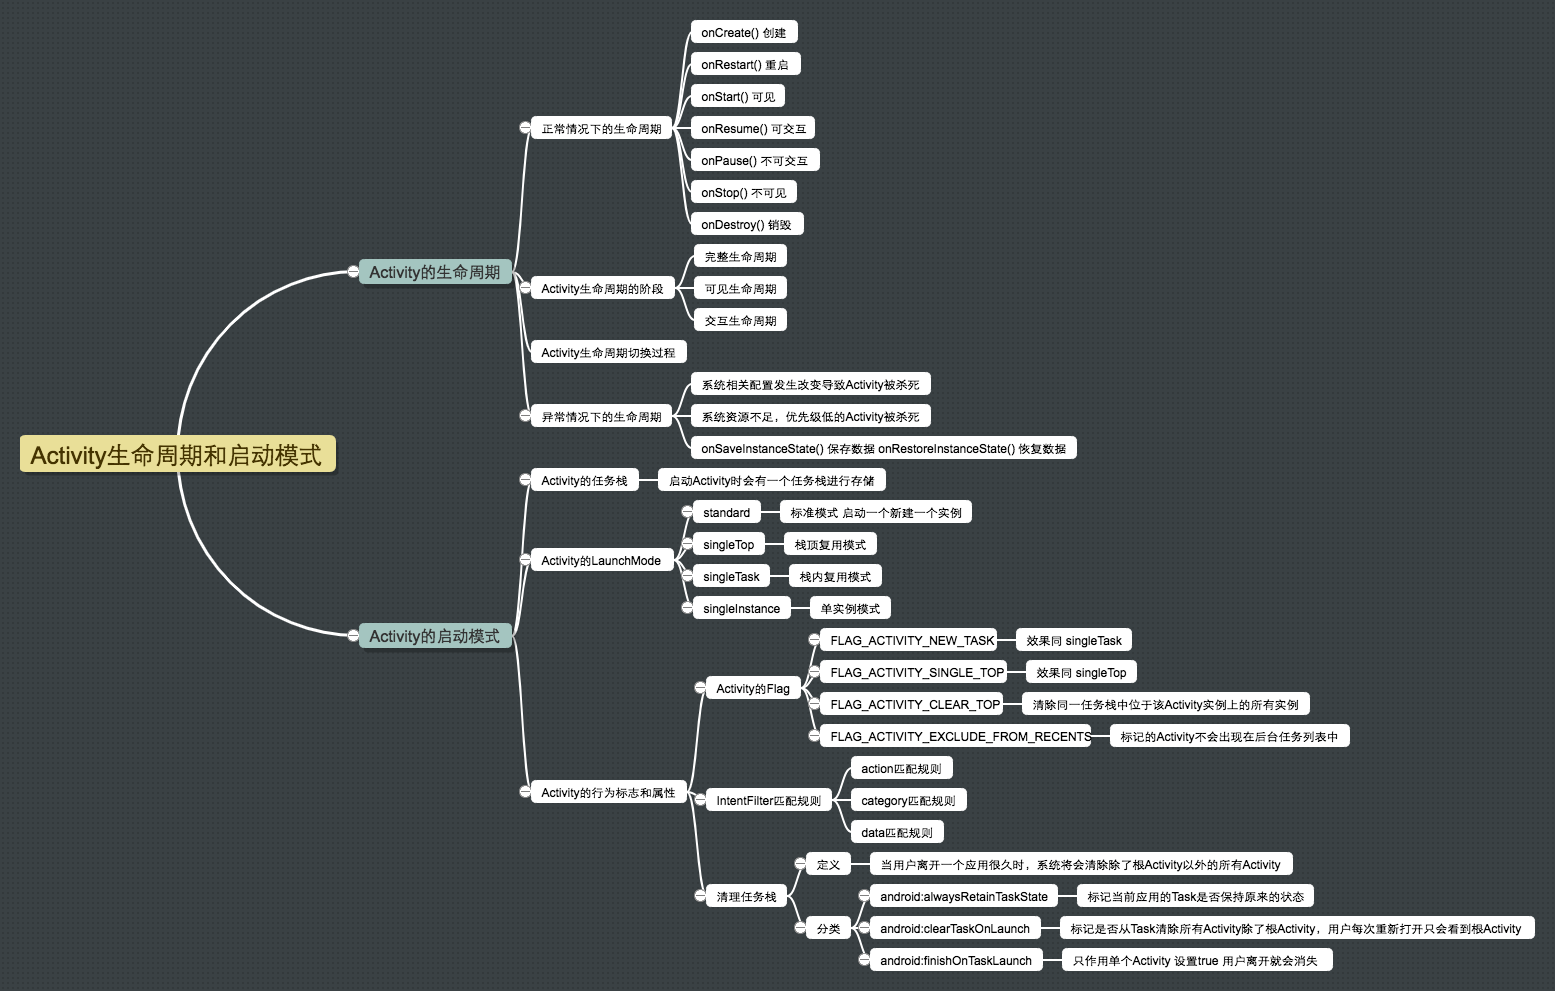 Activity生命周期和启动模式
Activity的生命周期
正常情况下的生命周期
onCreate() 创建
onRestart() 重启
onStart() 可见
onResume() 可交互
onPause() 不可交互
onStop() 不可见
onDestroy() 销毁
Activity生命周期的阶段
完整生命周期
可见生命周期
交互生命周期
Activity生命周期切换过程
异常情况下的生命周期
系统相关配置发生改变导致Activity被杀死
系统资源不足，优先级低的Activity被杀死
onSaveInstanceState() 保存数据 onRestoreInstanceState() 恢复数据
Activity的启动模式
Activity的任务栈
启动Activity时会有一个任务栈进行存储
Activity的LaunchMode
standard
标准模式 启动一个新建一个实例
singleTop
栈顶复用模式
singleTask
栈内复用模式
singleInstance
单实例模式
Activity的行为标志和属性
Activity的Flag
FLAG_ACTIVITY_NEW_TASK
效果同 singleTask
FLAG_ACTIVITY_SINGLE_TOP
效果同 singleTop
FLAG_ACTIVITY_CLEAR_TOP
清除同一任务栈中位于该Activity实例上的所有实例
FLAG_ACTIVITY_EXCLUDE_FROM_RECENTS
标记的Activity不会出现在后台任务列表中
IntentFilter匹配规则
action匹配规则
category匹配规则
data匹配规则
清理任务栈
定义
当用户离开一个应用很久时，系统将会清除除了根Activity以外的所有Activity
分类
android:alwaysRetainTaskState
标记当前应用的Task是否保持原来的状态
android:clearTaskOnLaunch
标记是否从Task清除所有Activity除了根Activity，用户每次重新打开只会看到根Activity
android:finishOnTaskLaunch
只作用单个Activity 设置true 用户离开就会消失